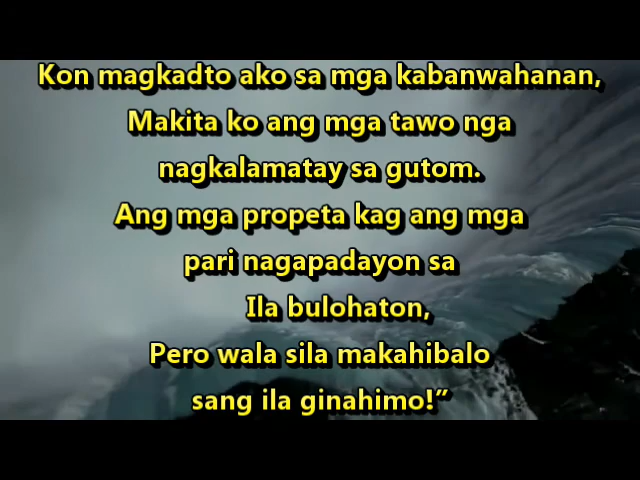 Kon magkadto ako sa mga kabanwahanan,
Makita ko ang mga tawo nga
nagkalamatay sa gutom.
Ang mga propeta kag ang mga
pari nagapadayon sa
Ila bulohaton,
Pero wala sila makahibalo
sang ila ginahimo!”